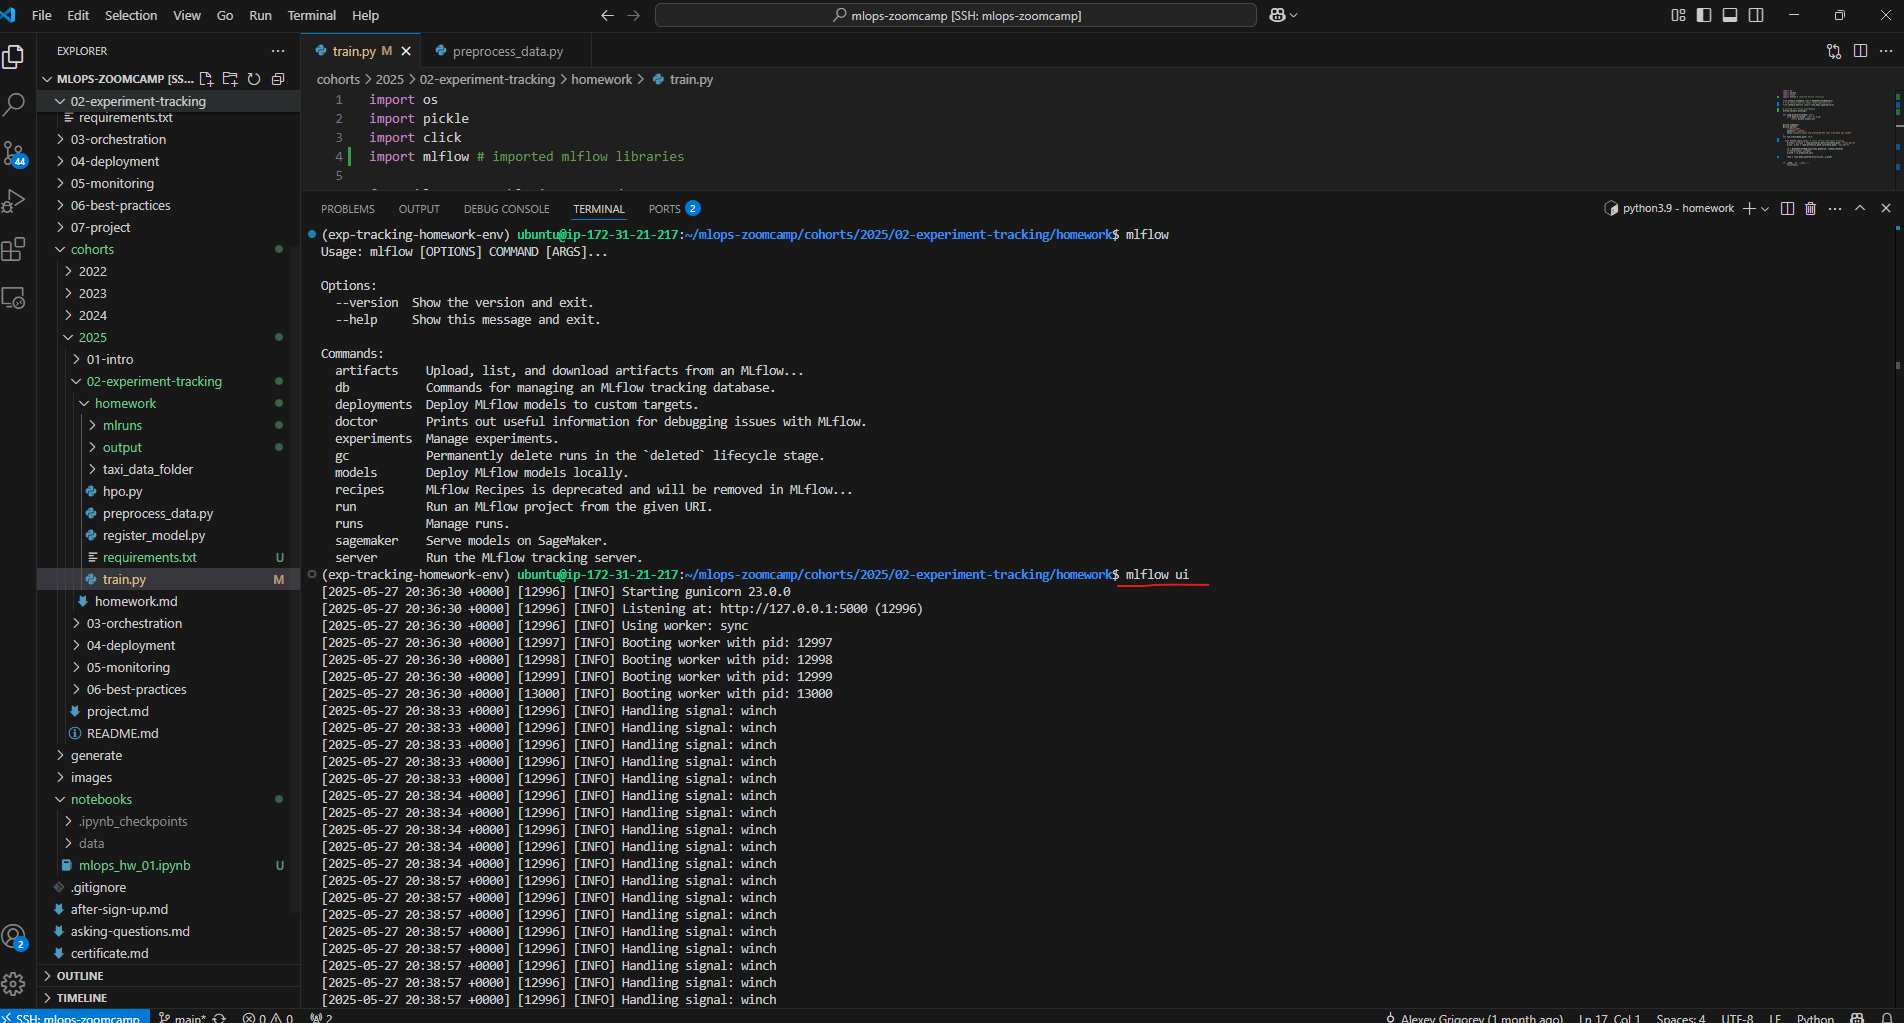 File Edit Selection View Go Run Terminal Help
mlops-zoomcamp [SSH: mlops-zoomcamp]
EXPLORER
MLOPS-ZOOMCAMP [SS...
02-experiment-tracking
requirements.txt
03-orchestration
04-deployment
05-monitoring
06-best-practices
07-project
cohorts
2022
2023
2024
2025
01-intro
02-experiment-tracking
homework
mlruns
output
taxi_data_folder
hpo.py
preprocess_data.py
register_model.py
requirements.txt U
train.py M
homework.md
03-orchestration
04-deployment
05-monitoring
06-best-practices
project.md
README.md
generate
images
notebooks
.ipynb_checkpoints
data
mlops_hw_01.ipynb U
.gitignore
after-sign-up.md
asking-questions.md
certificate.md
OUTLINE
TIMELINE
44
2
train.py M
preprocess_data.py
cohorts > 2025 > 02-experiment-tracking > homework > train.py
1 import os
2 import pickle
3 import click
4 import mlflow # imported mlflow libraries
5
PROBLEMS OUTPUT DEBUG CONSOLE TERMINAL PORTS 2
python3.9 - homework
(exp-tracking-homework-env) ubuntu@ip-172-31-21-217:~/mlops-zoomcamp/cohorts/2025/02-experiment-tracking/homework$ mlflow
Usage: mlflow [OPTIONS] COMMAND [ARGS]...
Options:
--version Show the version and exit.
--help Show this message and exit.
Commands:
artifacts Upload, list, and download artifacts from an MLflow...
db Commands for managing an MLflow tracking database.
deployments Deploy MLflow models to custom targets.
doctor Prints out useful information for debugging issues with MLflow.
experiments Manage experiments.
gc Permanently delete runs in the `deleted` lifecycle stage.
models Deploy MLflow models locally.
recipes MLflow Recipes is deprecated and will be removed in MLflow...
run Run an MLflow project from the given URI.
runs Manage runs.
sagemaker Serve models on SageMaker.
server Run the MLflow tracking server.
(exp-tracking-homework-env) ubuntu@ip-172-31-21-217:~/mlops-zoomcamp/cohorts/2025/02-experiment-tracking/homework$ mlflow ui
[2025-05-27 20:36:30 +0000] [12996] [INFO] Starting gunicorn 23.0.0
[2025-05-27 20:36:30 +0000] [12996] [INFO] Listening at: http://127.0.0.1:5000 (12996)
[2025-05-27 20:36:30 +0000] [12996] [INFO] Using worker: sync
[2025-05-27 20:36:30 +0000] [12997] [INFO] Booting worker with pid: 12997
[2025-05-27 20:36:30 +0000] [12998] [INFO] Booting worker with pid: 12998
[2025-05-27 20:36:30 +0000] [12999] [INFO] Booting worker with pid: 12999
[2025-05-27 20:36:30 +0000] [13000] [INFO] Booting worker with pid: 13000
[2025-05-27 20:38:33 +0000] [12996] [INFO] Handling signal: winch
[2025-05-27 20:38:33 +0000] [12996] [INFO] Handling signal: winch
[2025-05-27 20:38:33 +0000] [12996] [INFO] Handling signal: winch
[2025-05-27 20:38:33 +0000] [12996] [INFO] Handling signal: winch
[2025-05-27 20:38:33 +0000] [12996] [INFO] Handling signal: winch
[2025-05-27 20:38:34 +0000] [12996] [INFO] Handling signal: winch
[2025-05-27 20:38:34 +0000] [12996] [INFO] Handling signal: winch
[2025-05-27 20:38:34 +0000] [12996] [INFO] Handling signal: winch
[2025-05-27 20:38:34 +0000] [12996] [INFO] Handling signal: winch
[2025-05-27 20:38:34 +0000] [12996] [INFO] Handling signal: winch
[2025-05-27 20:38:57 +0000] [12996] [INFO] Handling signal: winch
[2025-05-27 20:38:57 +0000] [12996] [INFO] Handling signal: winch
[2025-05-27 20:38:57 +0000] [12996] [INFO] Handling signal: winch
[2025-05-27 20:38:57 +0000] [12996] [INFO] Handling signal: winch
[2025-05-27 20:38:57 +0000] [12996] [INFO] Handling signal: winch
[2025-05-27 20:38:57 +0000] [12996] [INFO] Handling signal: winch
[2025-05-27 20:38:57 +0000] [12996] [INFO] Handling signal: winch
[2025-05-27 20:38:57 +0000] [12996] [INFO] Handling signal: winch
SSH: mlops-zoomcamp main* 0 0 2 Alexey Grigorev (1 month ago) Ln 17, Col 1 Spaces: 4 UTF-8 LF Python